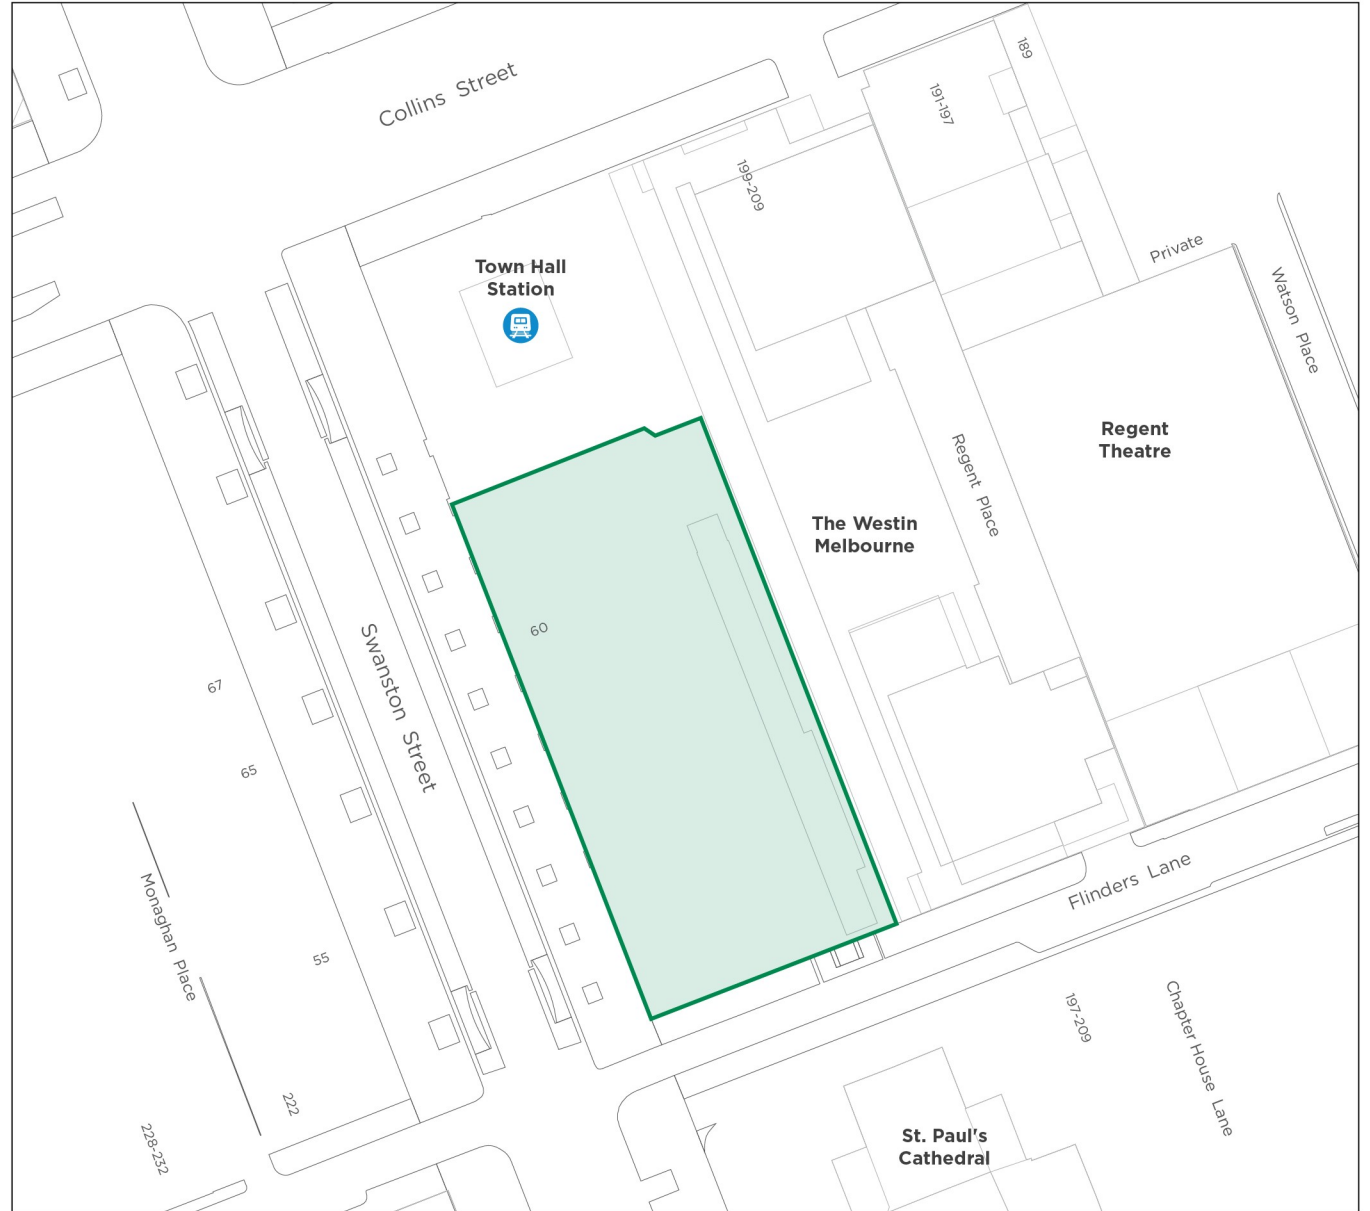 Collins Street
189
191-197
199-209
Private
Town Hall
Station
Watson Place
Regent
Theatre
Regent Place
The Westin
Melbourne
60
Swanston Street
67
65
Monaghan Place
55
Flinders Lane
197-209
Chapter House Lane
222
228-232
St. Paul's
Cathedral